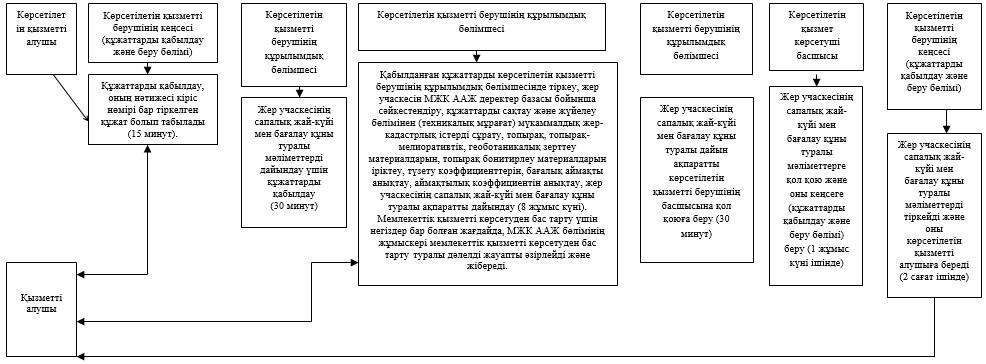 Көрсетілет
ін қызметті
алушы
Көрсетілетін қызметті
берушінің кеңсесі
(құжаттарды қабылдау
және беру бөлімі)
Көрсетілетін
қызметті
берушінің
құрылымдық
бөлімшесі
Көрсетілетін қызметті берушінің құрылымдық
бөлімшесі
Көрсетілетін
қызметті берушінің
құрылымдық
бөлімшесі
Көрсетілетін
қызмет
көрсетуші
басшысы
Көрсетілетін қызметті
берушінің
кеңсесі
(құжаттарды
қабылдау және
беру бөлімі)
Құжаттарды қабылдау,
оның нәтижесі кіріс
нөмірі бар тіркелген
құжат болып табылады
(15 минут).
Жер учаскесінің
сапалық жай-күйі
мен бағалау құны
туралы
мәліметтерді
дайындау үшін
құжаттарды
қабылдау
(30 минут)
Қабылданған құжаттарды көрсетілетін қызметті
берушінің құрылымдық бөлімшесінде тіркеу, жер
учаскесін МЖК ААЖ деректер базасы бойынша
сәйкестендіру, құжаттарды сақтау және жүйелеу
бөлімінен (техникалық мұрағат) мүкаммалдық жер-
кадастрлық істерді сұрату, топырақ, топырақ-
мелиоративтік, геоботаникалық зерттеу
материалдарын, топырақ бонитирлеу материалдарын
іріктеу, түзету коэффициенттерін, бағалық аймақты
анықтау, аймақтылық коэффициентін анықтау, жер
учаскесінің сапалық жай-күйі мен бағалау құны
туралы ақпаратты дайындау (8 жұмыс күні).
Мемлекеттік қызметті көрсетуден бас тарту үшін
негіздер бар болған жағдайда, МЖК ААЖ бөлімінің
жұмыскері мемлекеттік қызметті көрсетуден бас
тарту туралы дәлелді жауапты әзірлейді және
жібереді.
Жер учаскесінің
сапалық жай-күйі
мен бағалау құны
туралы дайын
ақпаратты
көрсетілетін
қызметті берушінің
басшысына қол
қоюға беру (30
минут)
Жер учаскесінің
сапалық жай-
күйі мен
бағалау құны
туралы
мәліметтерге
қол қою және
оны кеңсеге
(құжаттарды
қабылдау және
беру бөлімі)
беру (1 жұмыс
күні ішінде)
Жер учаскесінің
сапалық жай-
күйі мен
бағалау құны
туралы
мәліметтерді
тіркейді және
оны
көрсетілетін
қызметті
алушыға береді
(2 сағат ішінде)
Қызметті
алушы